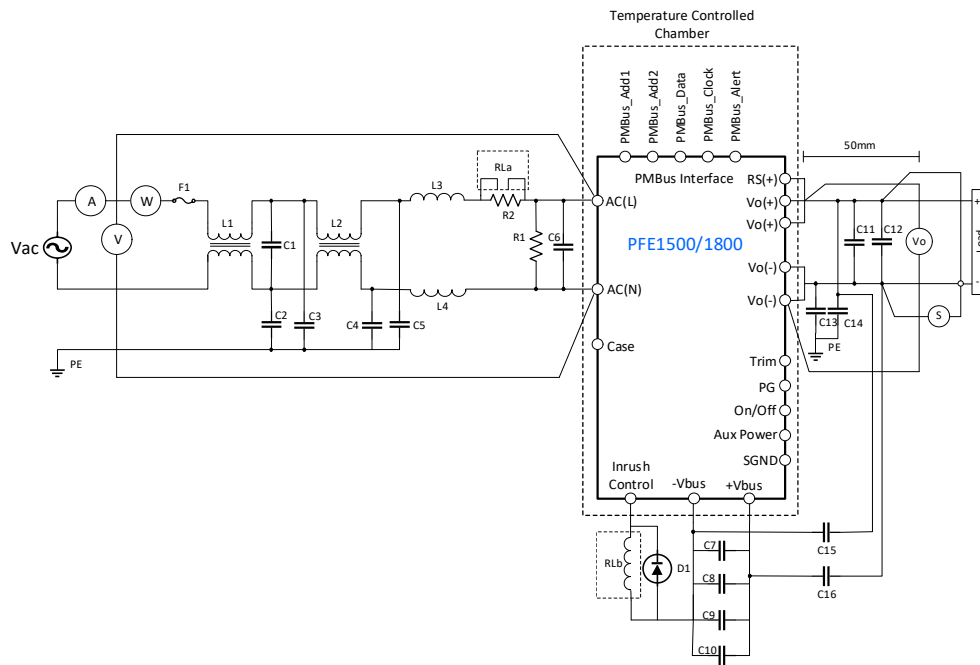 Temperature Controlled
Chamber
PMBus_Add1
PMBus_Add2
PMBus_Data
PMBus_Clock
PMBus_Alert
50mm
PMBus Interface
RS(+)
RLa
F1
L3
R2
AC(L)
Vo(+)
A
W
L1
L2
Vo(+)
V
C1
R1
C6
PFE1500/1800
C11
C12
Vo
Load
+
-
Vac
Vo(-)
AC(N)
Vo(-)
L4
C2
C3
C4
C5
C13
C14
S
PE
Case
PE
Trim
PG
On/Off
Aux Power
SGND
Inrush
Control
-Vbus
+Vbus
C7
C15
RLb
D1
C8
C16
C9
C10